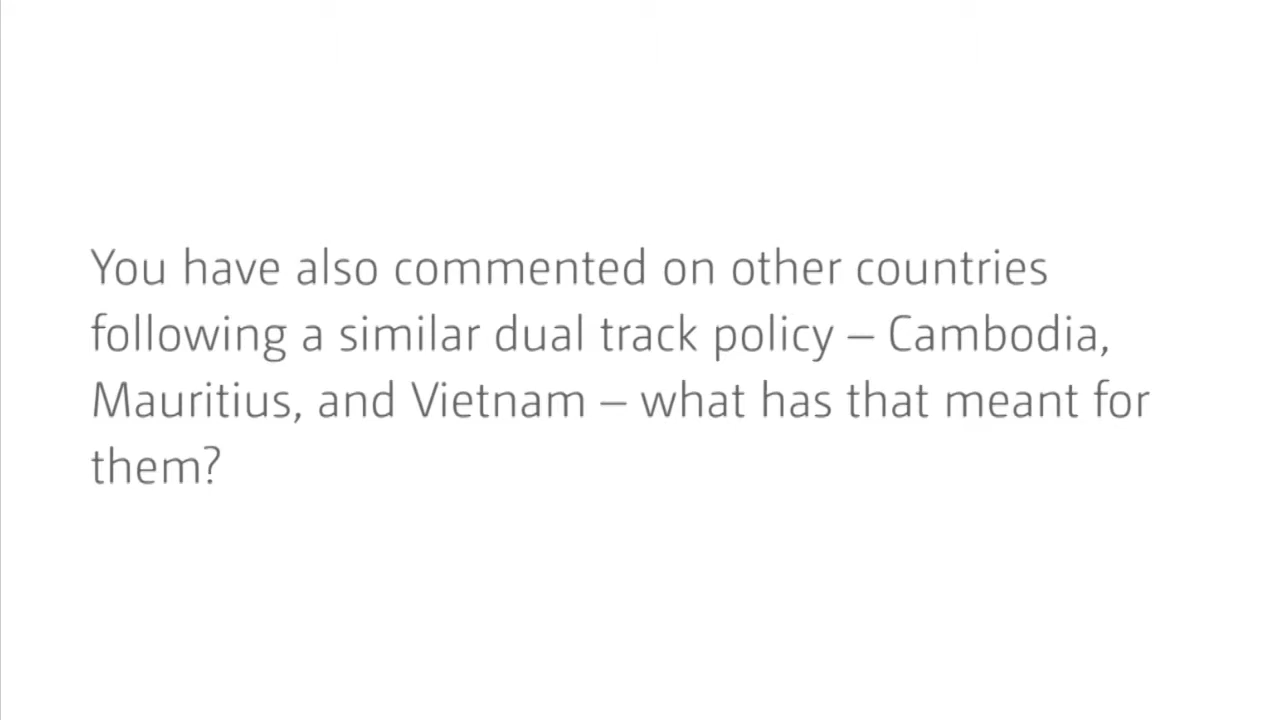 You have also commented on other countries
following a similar dual track policy – Cambodia,
Mauritius, and Vietnam – what has that meant for
them?